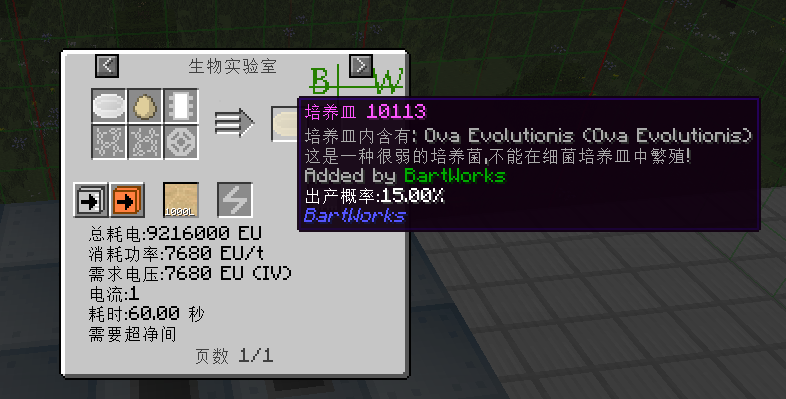 <
生物实验室
>
B W
培养皿 10113
培养皿内含有: Ova Evolutionis (Ova Evolutionis)
这是一种很弱的培养菌,不能在细菌培养皿中繁殖!
Added by BartWorks
出产概率:15.00%
BartWorks
1000L
总耗电:9216000 EU
消耗功率:7680 EU/t
需求电压:7680 EU (IV)
电流:1
耗时:60.00 秒
需要超净间
页数 1/1